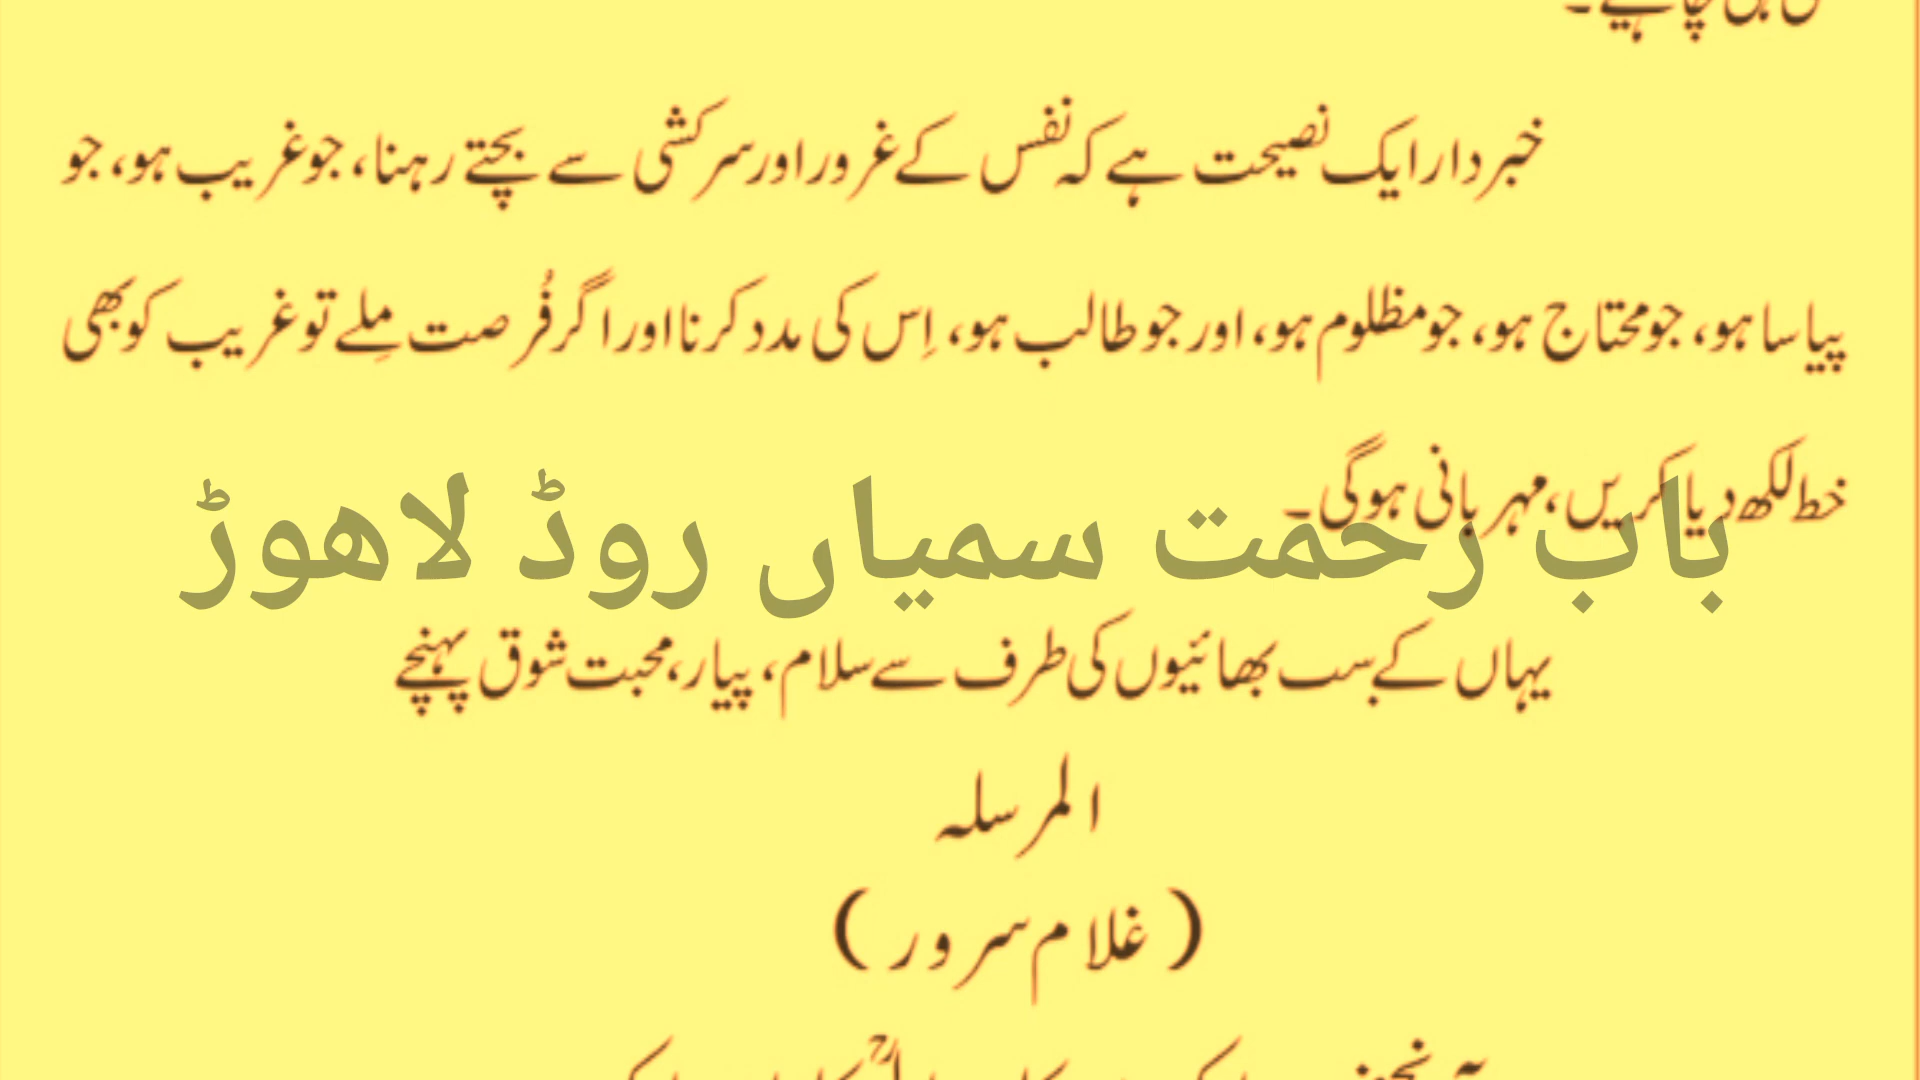 چاہیے۔
خبردار ایک نصیحت ہے کہ نفس کے غرور اور سرکشی سے بچتے رہنا، جو غریب ہو، جو
پیاسا ہو، جو محتاج ہو، جو مظلوم ہو، اور جو طالب ہو، اِس کی مدد کرنا اور اگر فُرصت مِلے تو غریب کو بھی
خط لکھ دیا کریں، مہربانی ہوگی۔
باب رحمت سمیاں روڈ لاھوڑ
یہاں کے سب بھائیوں کی طرف سے سلام، پیار، محبت شوق پہنچے
المرسلہ
( غلام سرور )